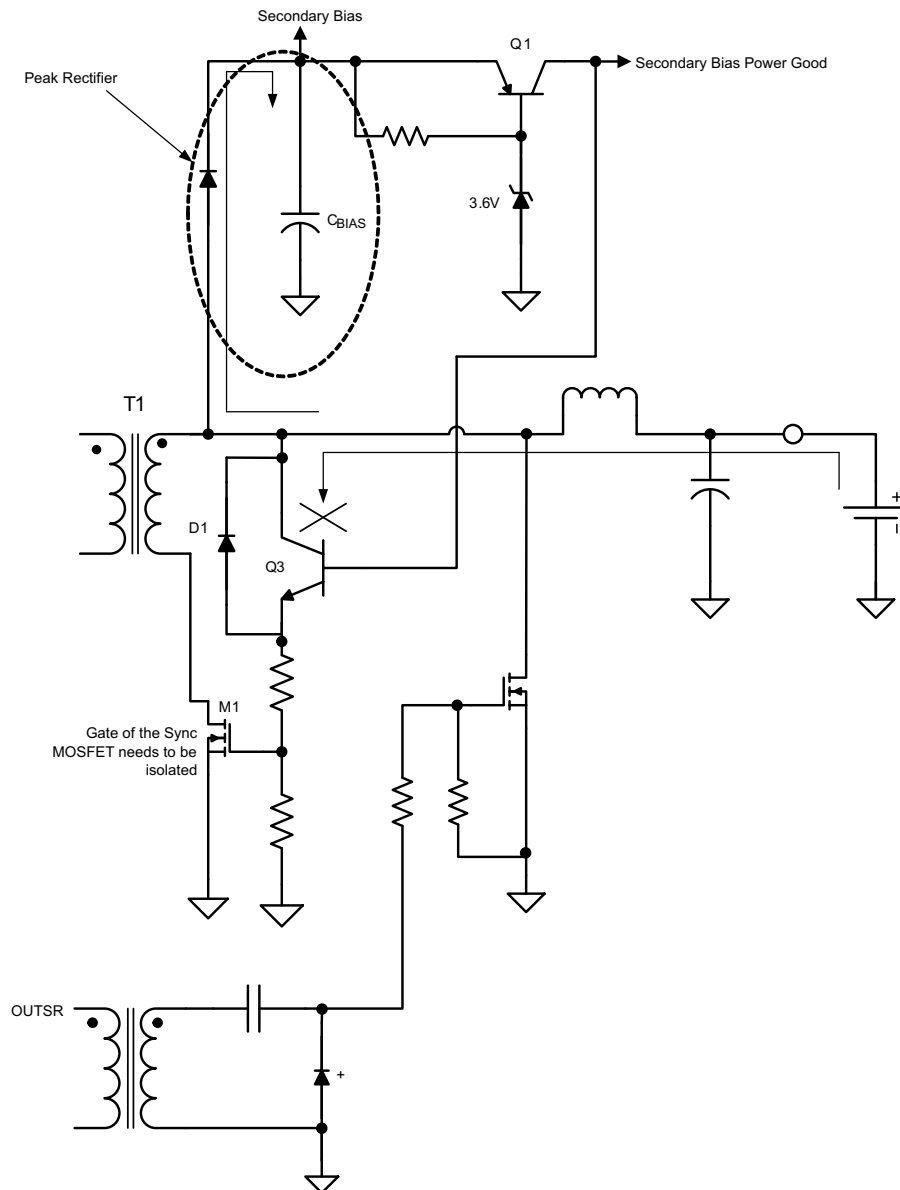 Secondary Bias
Q1
Secondary Bias Power Good
Peak Rectifier
3.6V
CBIAS
T1
+
-
D1
Q3
M1
Gate of the Sync
MOSFET needs to be
isolated
OUTSR
+